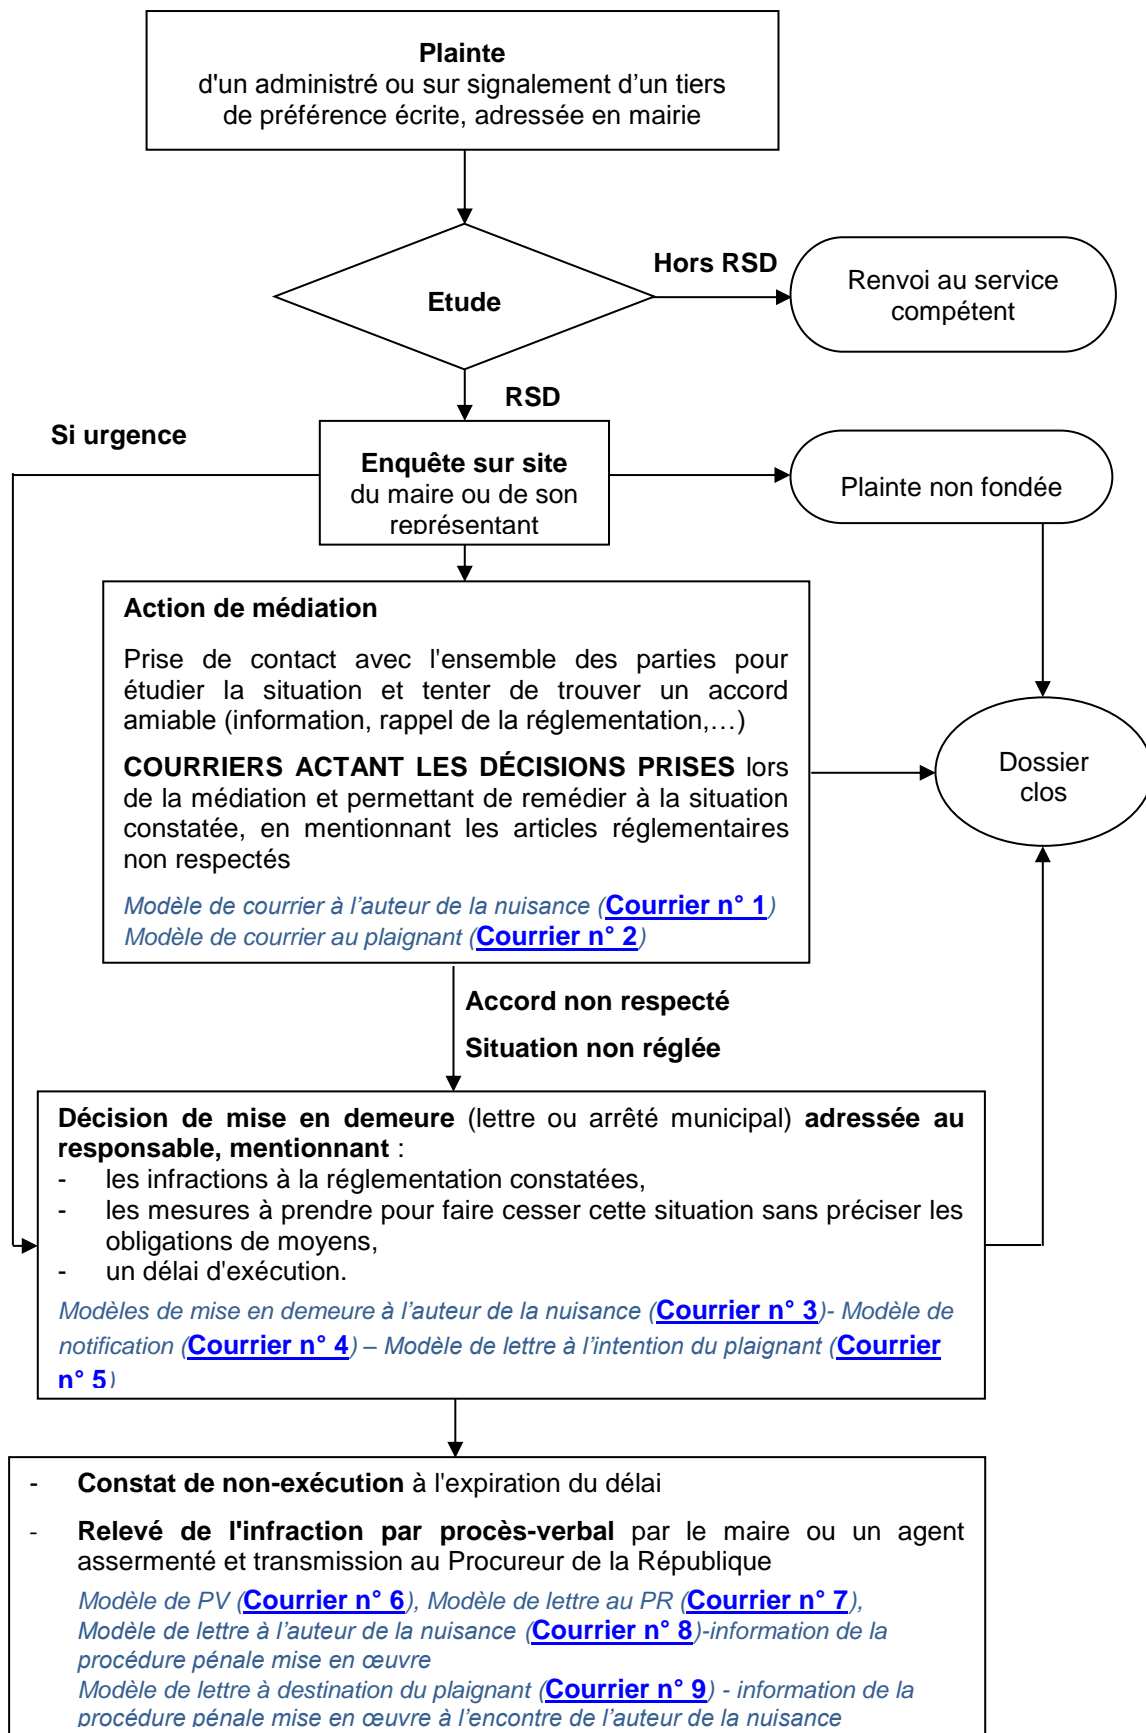 Plainte
d'un administré ou sur signalement d’un tiers
de préférence écrite, adressée en mairie
Etude
Hors RSD
Renvoi au service
compétent
RSD
Si urgence
Enquête sur site
du maire ou de son
représentant
Plainte non fondée
Action de médiation
Prise de contact avec l'ensemble des parties pour
étudier la situation et tenter de trouver un accord
amiable (information, rappel de la réglementation,…)
COURRIERS ACTANT LES DÉCISIONS PRISES lors
de la médiation et permettant de remédier à la situation
constatée, en mentionnant les articles réglementaires
non respectés
Modèle de courrier à l’auteur de la nuisance (Courrier n° 1)
Modèle de courrier au plaignant (Courrier n° 2)
Dossier
clos
Accord non respecté
Situation non réglée
Décision de mise en demeure (lettre ou arrêté municipal) adressée au
responsable, mentionnant :
- les infractions à la réglementation constatées,
- les mesures à prendre pour faire cesser cette situation sans préciser les
obligations de moyens,
- un délai d'exécution.
Modèles de mise en demeure à l’auteur de la nuisance (Courrier n° 3)- Modèle de
notification (Courrier n° 4) – Modèle de lettre à l’intention du plaignant (Courrier
n° 5)
- Constat de non-exécution à l'expiration du délai
- Relevé de l'infraction par procès-verbal par le maire ou un agent
assermenté et transmission au Procureur de la République
Modèle de PV (Courrier n° 6), Modèle de lettre au PR (Courrier n° 7),
Modèle de lettre à l’auteur de la nuisance (Courrier n° 8)-information de la
procédure pénale mise en œuvre
Modèle de lettre à destination du plaignant (Courrier n° 9) - information de la
procédure pénale mise en œuvre à l’encontre de l’auteur de la nuisance